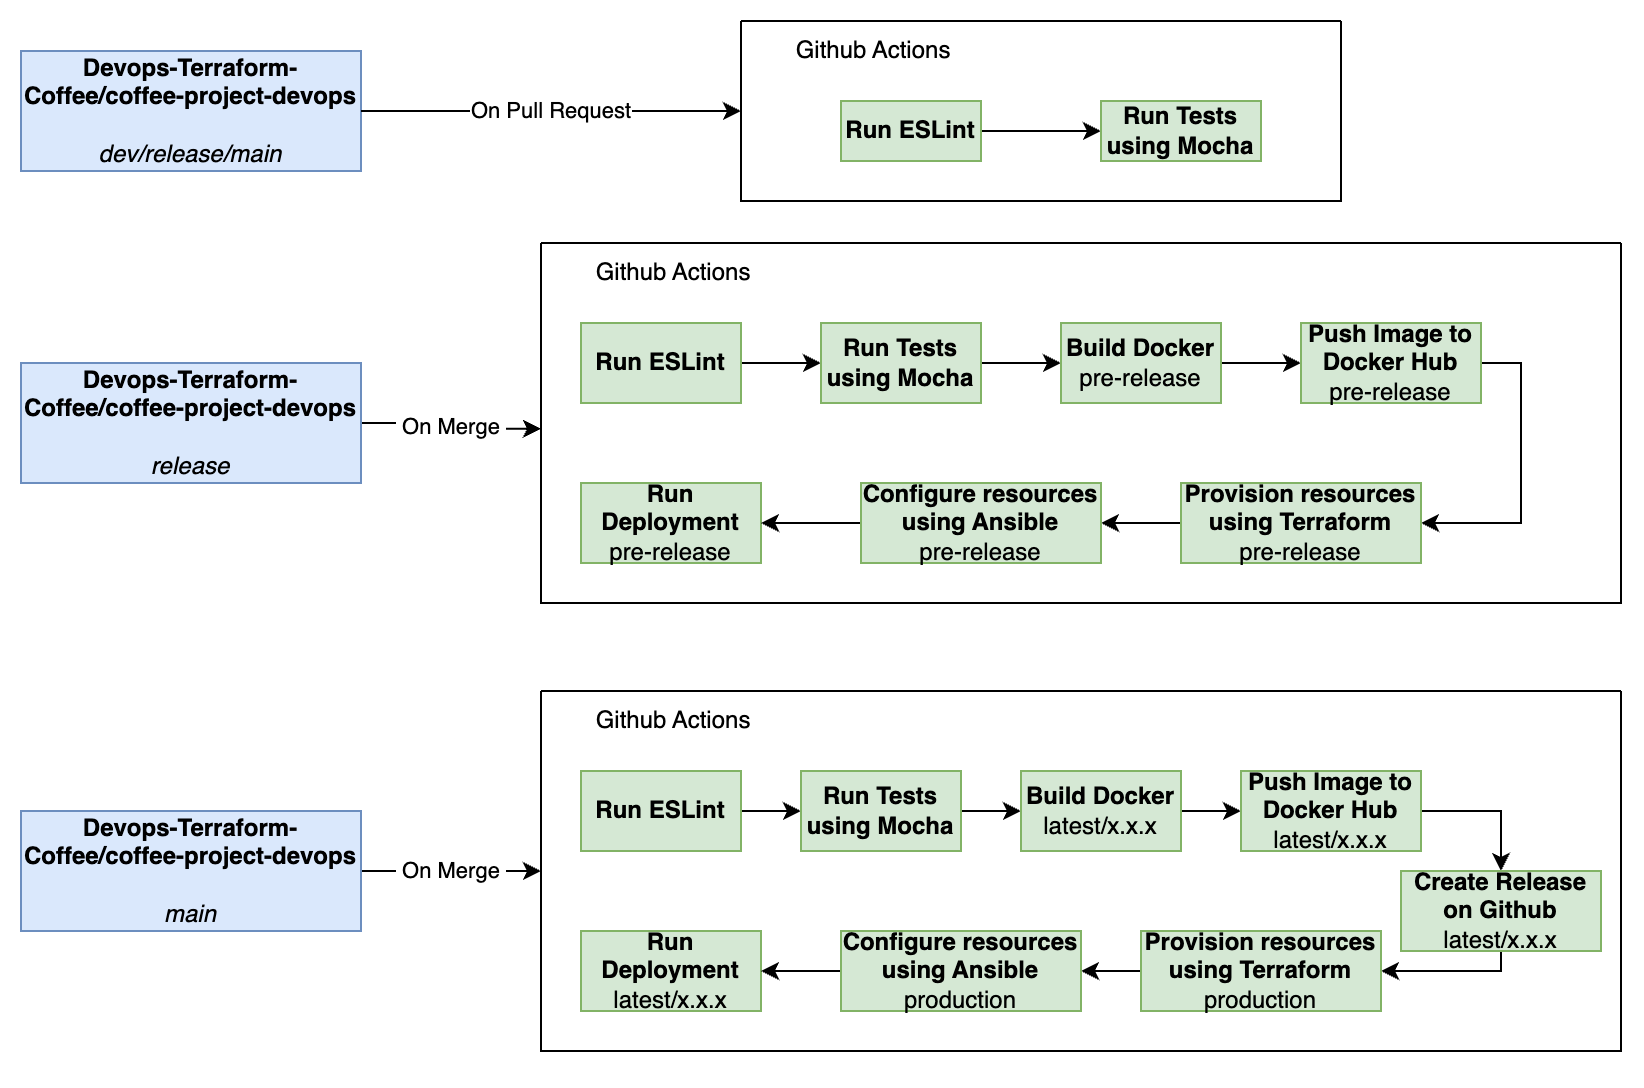 Devops-Terraform-
Coffee/coffee-project-devops
dev/release/main
On Pull Request
Github Actions
Run ESLint
Run Tests
using Mocha
Devops-Terraform-
Coffee/coffee-project-devops
release
On Merge
Github Actions
Run ESLint
Run Tests
using Mocha
Build Docker
pre-release
Push Image to
Docker Hub
pre-release
Provision resources
using Terraform
pre-release
Configure resources
using Ansible
pre-release
Run
Deployment
pre-release
Devops-Terraform-
Coffee/coffee-project-devops
main
On Merge
Github Actions
Run ESLint
Run Tests
using Mocha
Build Docker
latest/x.x.x
Push Image to
Docker Hub
latest/x.x.x
Create Release
on Github
latest/x.x.x
Provision resources
using Terraform
production
Configure resources
using Ansible
production
Run
Deployment
latest/x.x.x